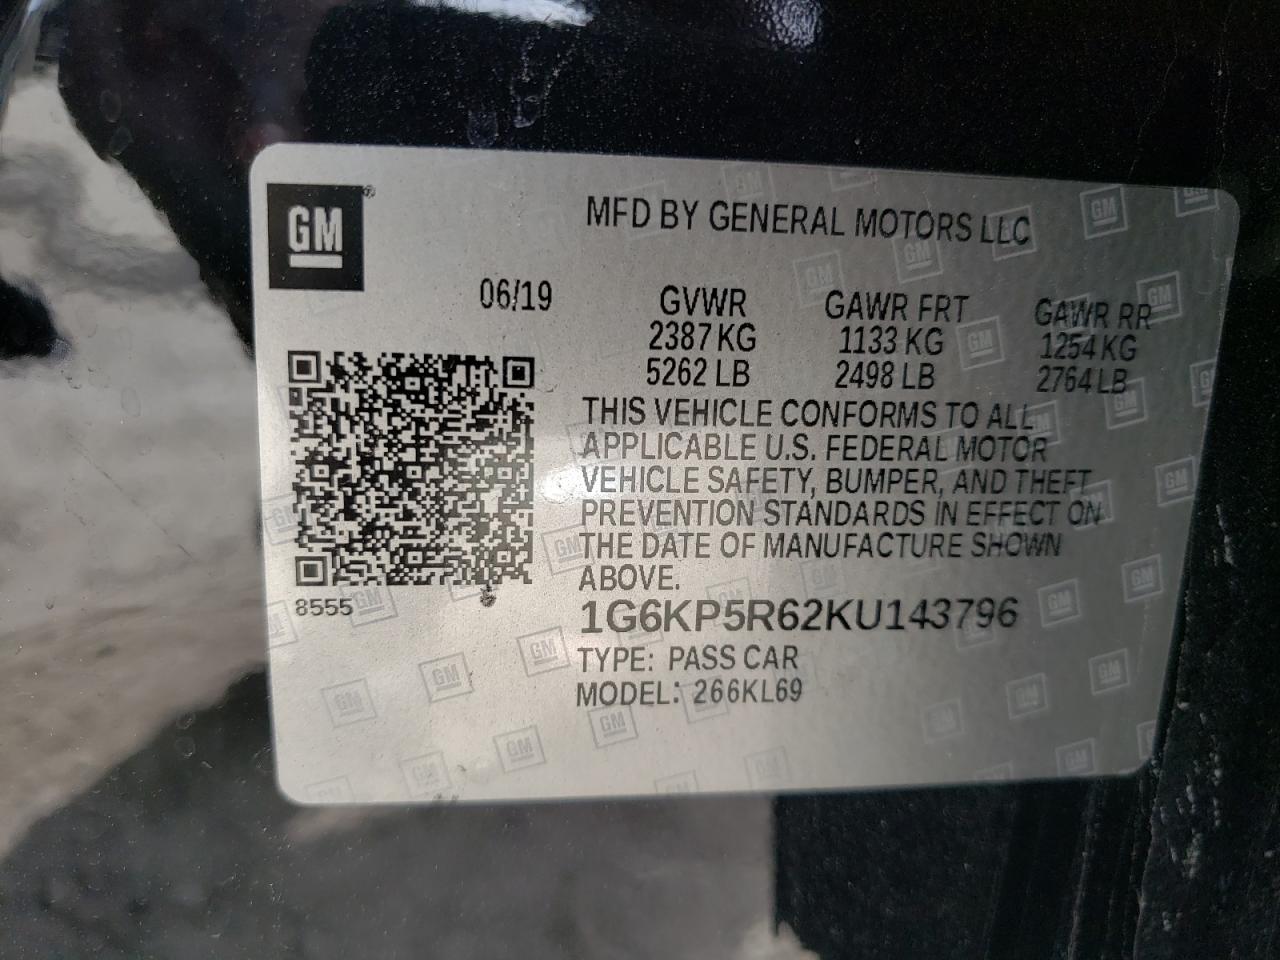 GM
MFD BY GENERAL MOTORS LLC
06/19
GVWR
2387 KG
5262 LB
GAWR FRT
1133 KG
2498 LB
GAWR RR
1254 KG
2764 LB
THIS VEHICLE CONFORMS TO ALL
APPLICABLE U.S. FEDERAL MOTOR
VEHICLE SAFETY, BUMPER, AND THEFT
PREVENTION STANDARDS IN EFFECT ON
THE DATE OF MANUFACTURE SHOWN
ABOVE.
8555
1G6KP5R62KU143796
TYPE: PASS CAR
MODEL: 266KL69